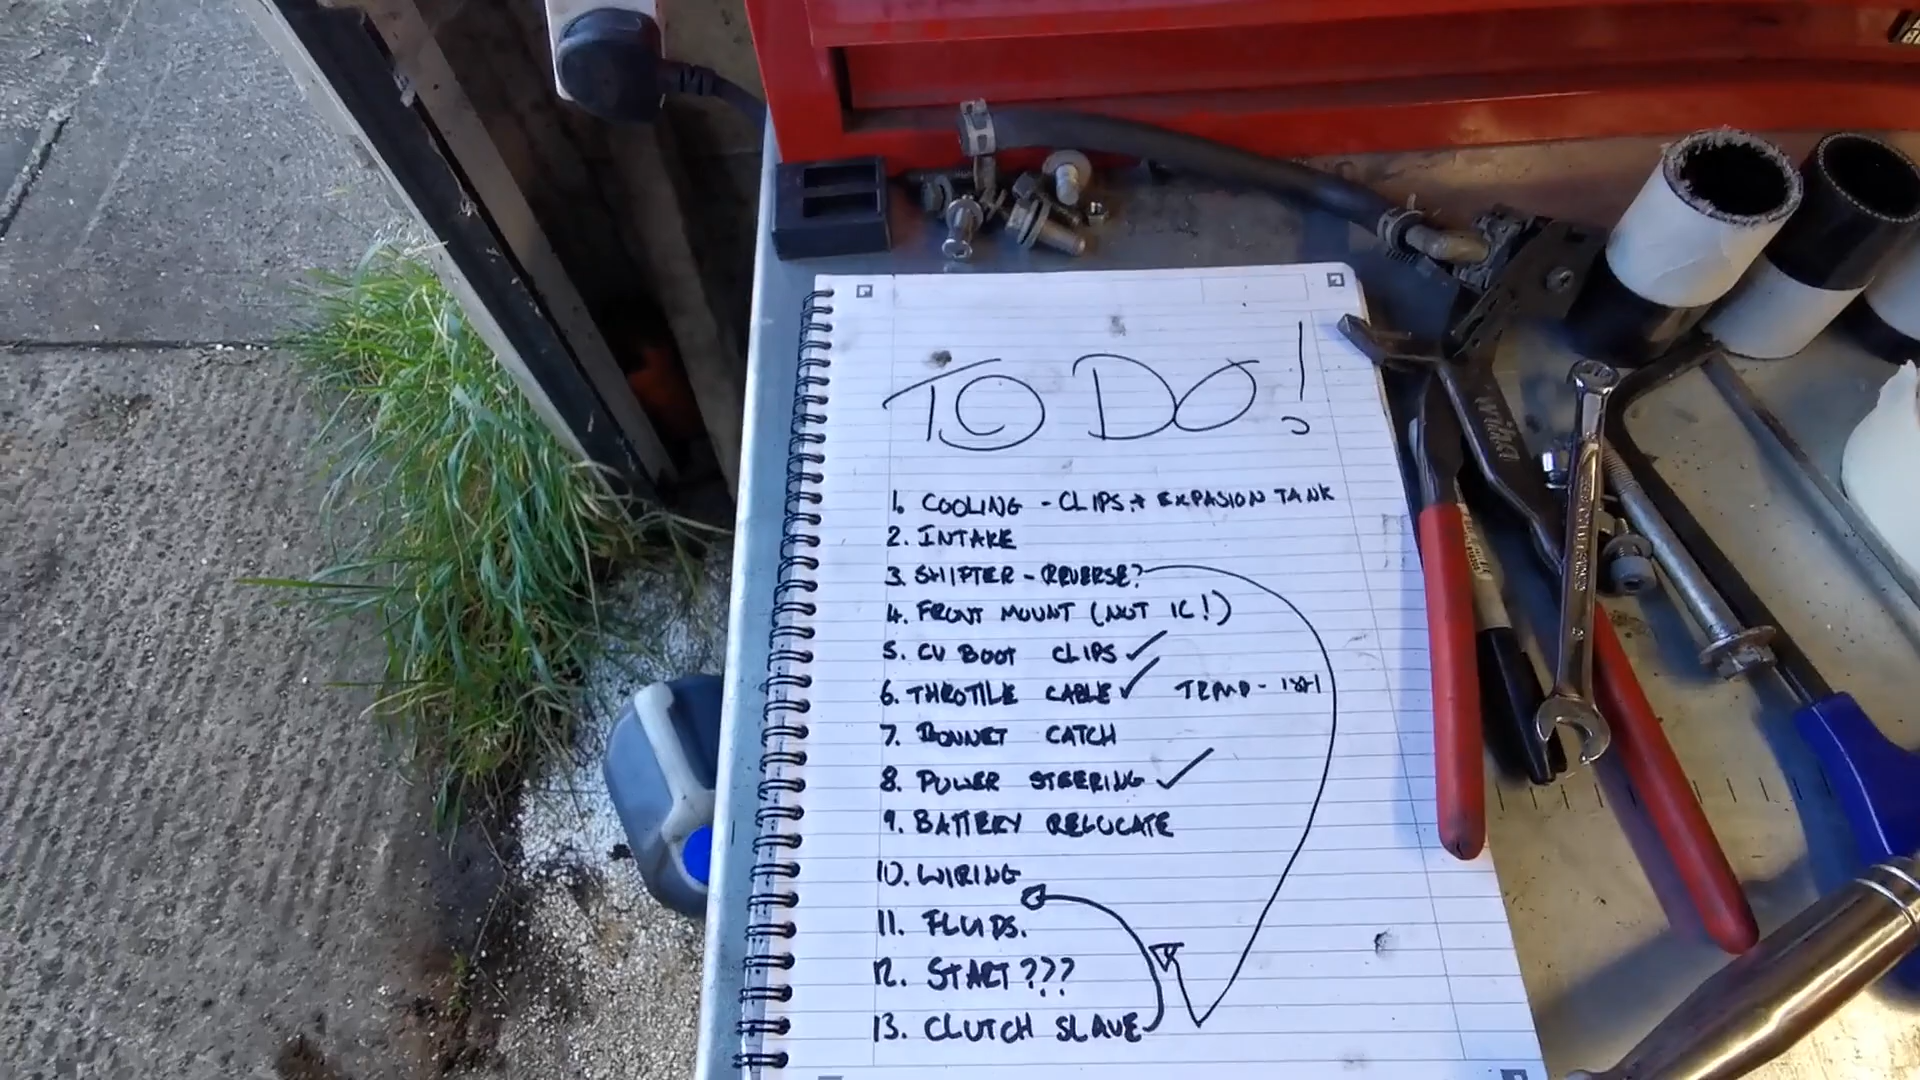 TO DO!
1. COOLING - CLIPS + EXPASION TANK
2. INTAKE
3. SHIFTER - REVERSE?
4. FRONT MOUNT (NOT IC!)
5. CV BOOT CLIPS ✓
6. THROTTLE CABLE ✓ TEMP -
7. BONNET CATCH
8. POWER STEERING ✓
9. BATTERY RELOCATE
10. WIRING
11. FLUIDS.
12. START???
13. CLUTCH SLAVE